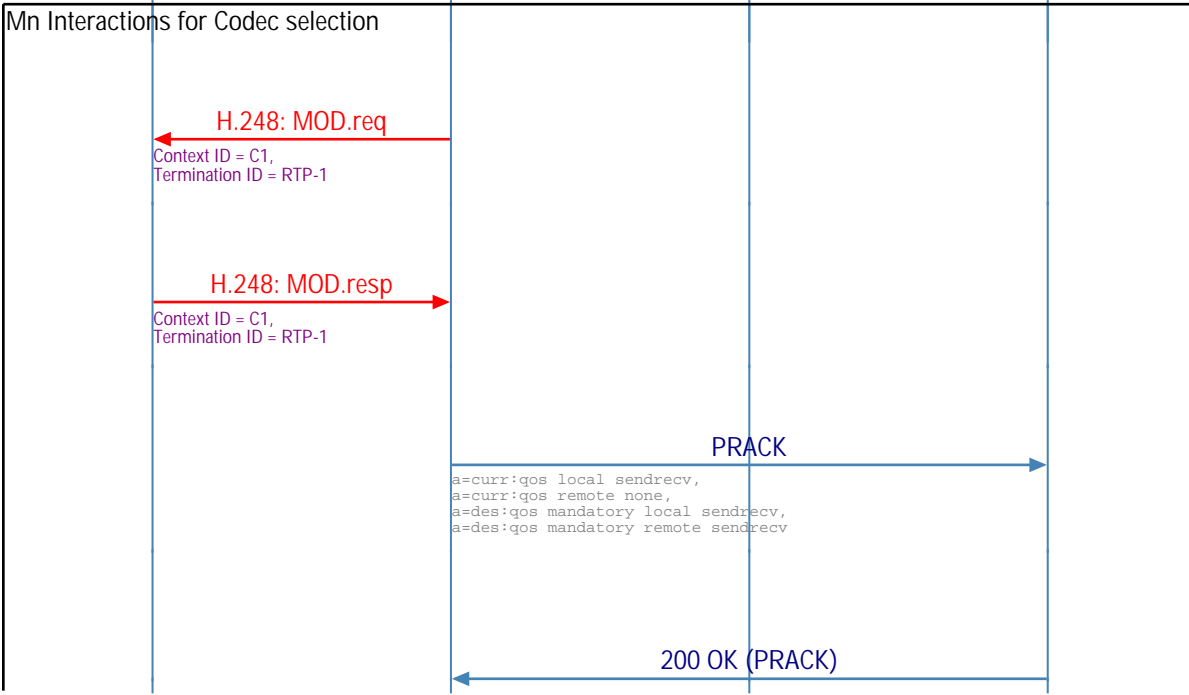 Mn Interactions for Codec selection
H.248: MOD.req
Context ID = C1,
Termination ID = RTP-1
H.248: MOD.resp
Context ID = C1,
Termination ID = RTP-1
PRACK
a=curr:qos local sendrecv,
a=curr:qos remote none,
a=des:qos mandatory local sendrecv,
a=des:qos mandatory remote sendrecv
200 OK (PRACK)